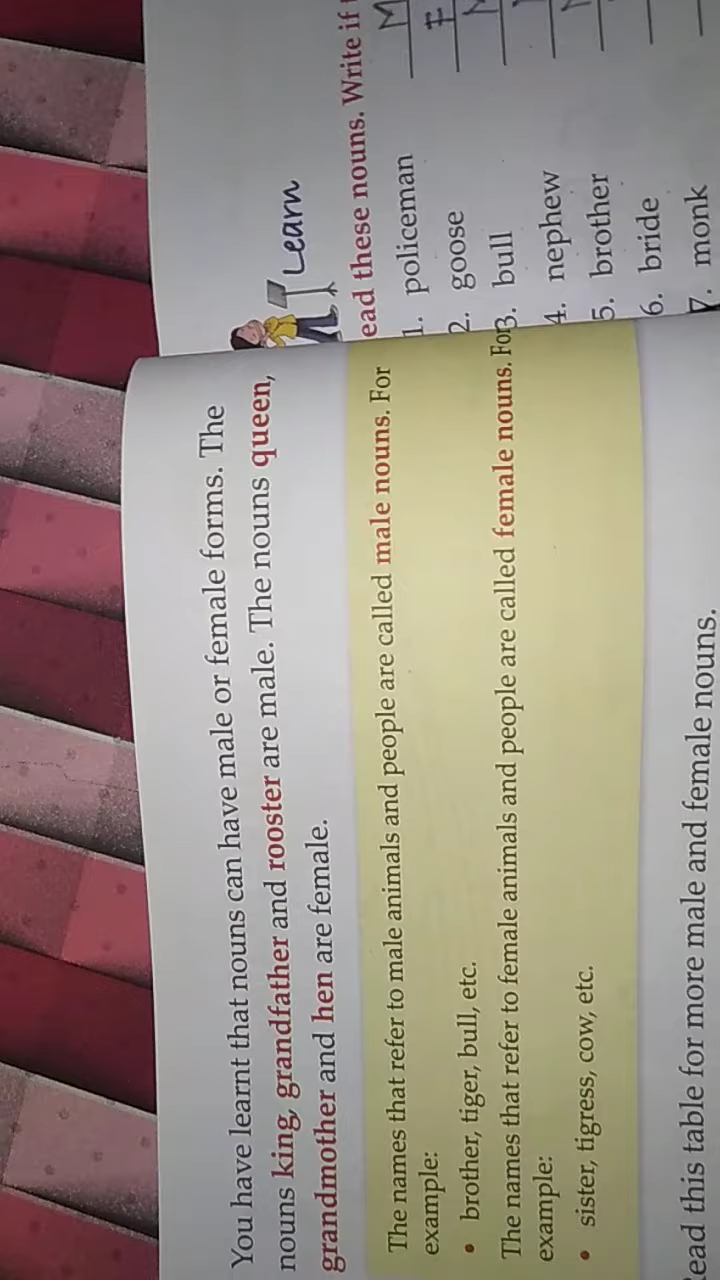 You have learnt that nouns can have male or female forms. The
nouns king, grandfather and rooster are male. The nouns queen,
grandmother and hen are female.
The names that refer to male animals and people are called male nouns. For
example:
• brother, tiger, bull, etc.
The names that refer to female animals and people are called female nouns. For
example:
• sister, tigress, cow, etc.
ead this table for more male and female nouns.
Learn
ead these nouns. Write if
1. policeman M
2. goose F
3. bull
4. nephew
5. brother
6. bride
7. monk